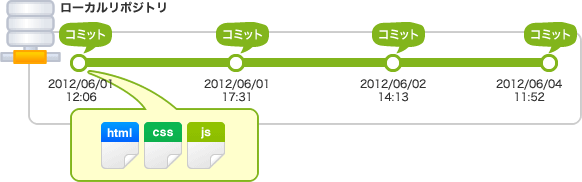 ローカルリポジトリ
コミット
コミット
コミット
コミット
2012/06/01
12:06
2012/06/01
17:31
2012/06/02
14:13
2012/06/04
11:52
html
css
js